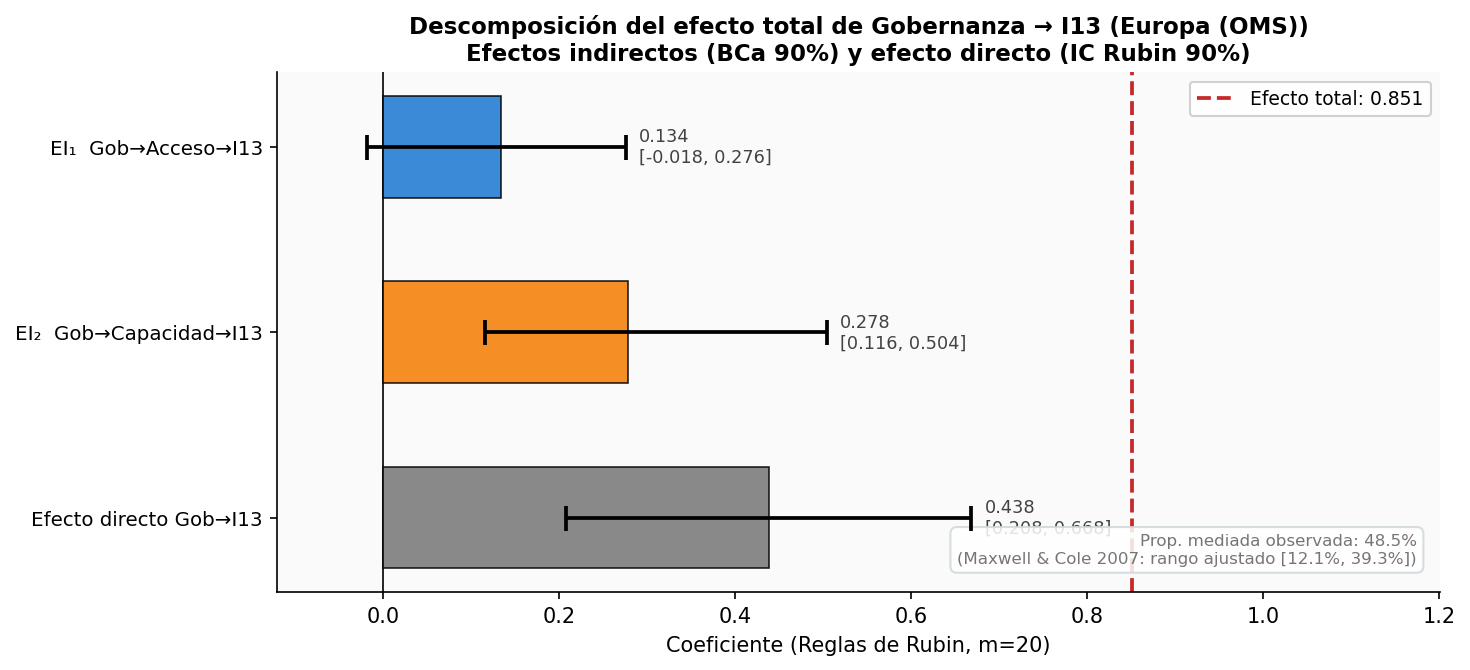 Descomposición del efecto total de Gobernanza → I13 (Europa (OMS))
Efectos indirectos (BCa 90%) y efecto directo (IC Rubin 90%)
Efecto total: 0.851
EI₁  Gob→Acceso→I13
0.134
[-0.018, 0.276]
EI₂  Gob→Capacidad→I13
0.278
[0.116, 0.504]
Efecto directo Gob→I13
0.438
[0.208, 0.668]
Prop. mediada observada: 48.5%
(Maxwell & Cole 2007: rango ajustado [12.1%, 39.3%])
0.0
0.2
0.4
0.6
0.8
1.0
1.2
Coeficiente (Reglas de Rubin, m=20)